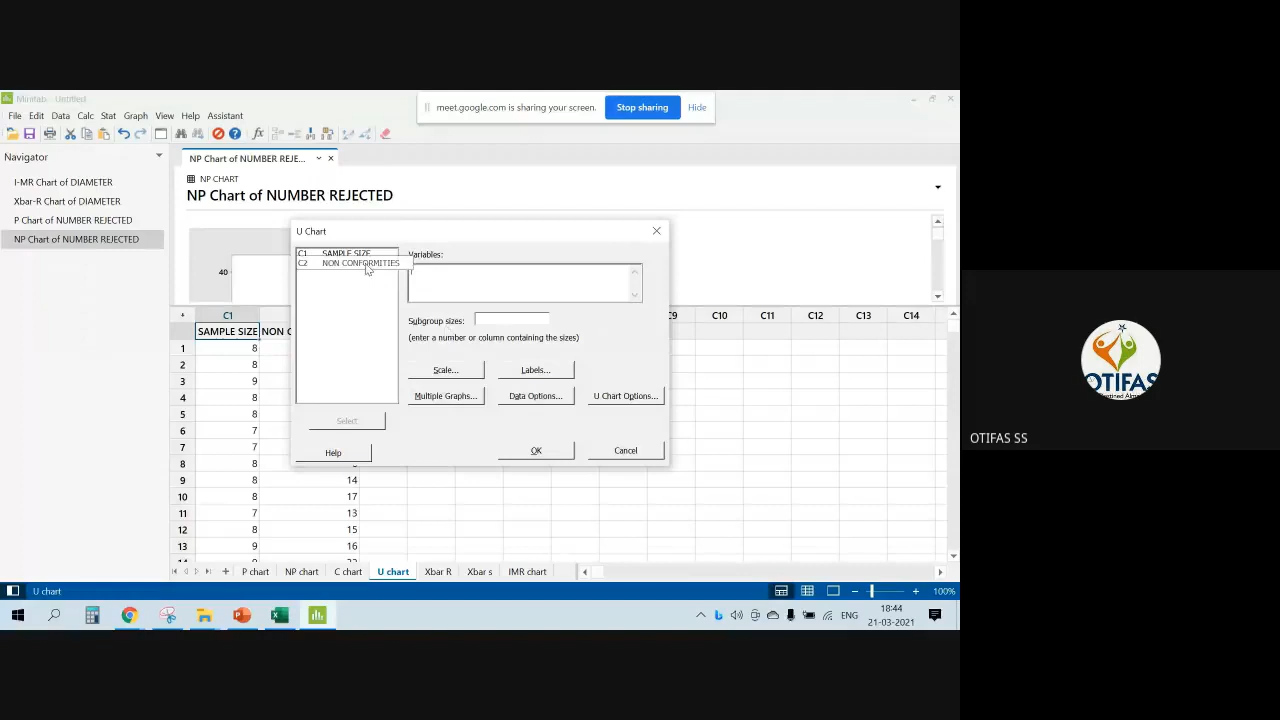 Minitab - Untitled
meet.google.com is sharing your screen.
Stop sharing
Hide
File Edit Data Calc Stat Graph View Help Assistant
Navigator
I-MR Chart of DIAMETER
Xbar-R Chart of DIAMETER
P Chart of NUMBER REJECTED
NP Chart of NUMBER REJECTED
NP Chart of NUMBER REJE...
NP CHART
NP Chart of NUMBER REJECTED
40
U Chart
C1 SAMPLE SIZE
C2 NON CONFORMITIES
Variables:
Subgroup sizes:
(enter a number or column containing the sizes)
Scale...
Labels...
Multiple Graphs...
Data Options...
U Chart Options...
Select
Help
OK
Cancel
C1 C9 C10 C11 C12 C13 C14
SAMPLE SIZE NON C
1 8
2 8
3 9
4 8
5 8
6 7
7 7
8 8
9 8 14
10 8 17
11 7 13
12 8 15
13 9 16
P chart NP chart C chart U chart Xbar R Xbar s IMR chart
U chart
100%
ENG
18:44
21-03-2021
OTIFAS
OTIFAS SS